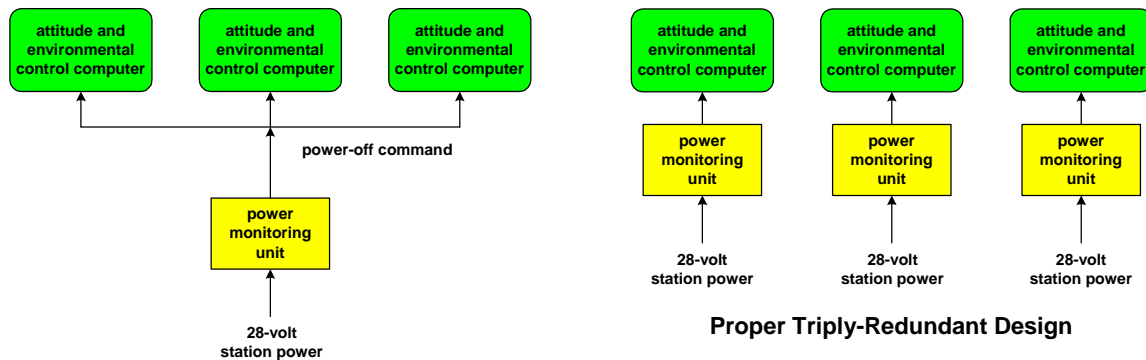 attitude and
environmental
control computer
attitude and
environmental
control computer
attitude and
environmental
control computer
power-off command
power
monitoring
unit
28-volt
station power
attitude and
environmental
control computer
attitude and
environmental
control computer
attitude and
environmental
control computer
power
monitoring
unit
power
monitoring
unit
power
monitoring
unit
28-volt
station power
28-volt
station power
28-volt
station power
Proper Triply-Redundant Design